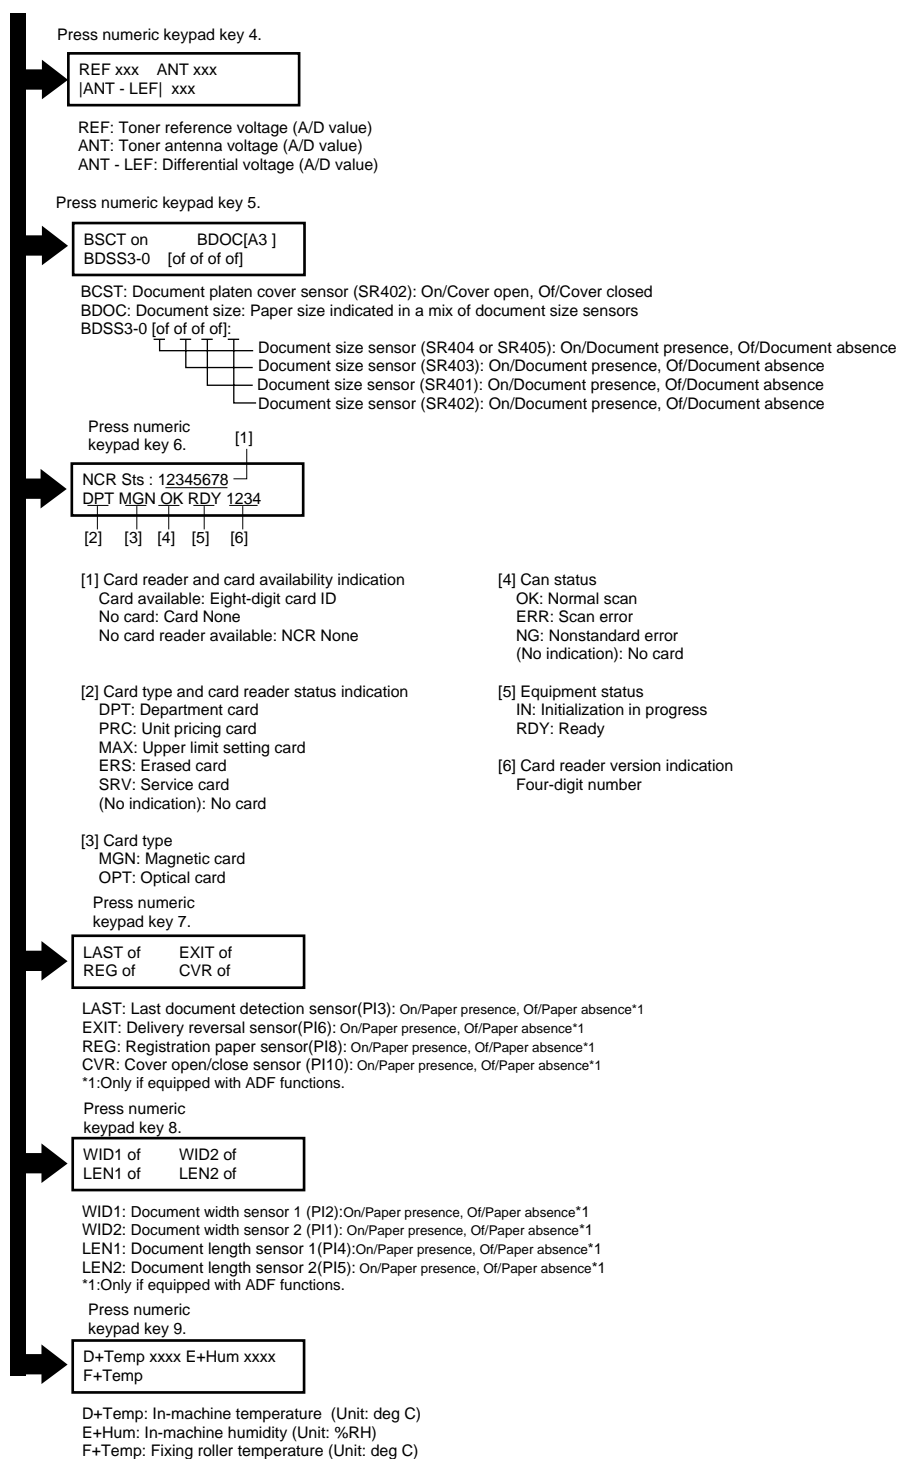 Press numeric keypad key 4.
REF xxx ANT xxx
|ANT - LEF| xxx
REF: Toner reference voltage (A/D value)
ANT: Toner antenna voltage (A/D value)
ANT - LEF: Differential voltage (A/D value)
Press numeric keypad key 5.
BSCT on BDOC[A3 ]
BDSS3-0 [of of of of]
BCST: Document platen cover sensor (SR402): On/Cover open, Of/Cover closed
BDOC: Document size: Paper size indicated in a mix of document size sensors
BDSS3-0 [of of of of]:
Document size sensor (SR404 or SR405): On/Document presence, Of/Document absence
Document size sensor (SR403): On/Document presence, Of/Document absence
Document size sensor (SR401): On/Document presence, Of/Document absence
Document size sensor (SR402): On/Document presence, Of/Document absence
Press numeric
keypad key 6.
[1]
NCR Sts : 12345678
DPT MGN OK RDY 1234
[2] [3] [4] [5] [6]
[1] Card reader and card availability indication
Card available: Eight-digit card ID
No card: Card None
No card reader available: NCR None
[2] Card type and card reader status indication
DPT: Department card
PRC: Unit pricing card
MAX: Upper limit setting card
ERS: Erased card
SRV: Service card
(No indication): No card
[3] Card type
MGN: Magnetic card
OPT: Optical card
[4] Can status
OK: Normal scan
ERR: Scan error
NG: Nonstandard error
(No indication): No card
[5] Equipment status
IN: Initialization in progress
RDY: Ready
[6] Card reader version indication
Four-digit number
Press numeric
keypad key 7.
LAST of EXIT of
REG of CVR of
LAST: Last document detection sensor(PI3): On/Paper presence, Of/Paper absence*1
EXIT: Delivery reversal sensor(PI6): On/Paper presence, Of/Paper absence*1
REG: Registration paper sensor(PI8): On/Paper presence, Of/Paper absence*1
CVR: Cover open/close sensor (PI10): On/Paper presence, Of/Paper absence*1
*1:Only if equipped with ADF functions.
Press numeric
keypad key 8.
WID1 of WID2 of
LEN1 of LEN2 of
WID1: Document width sensor 1 (PI2):On/Paper presence, Of/Paper absence*1
WID2: Document width sensor 2 (PI1): On/Paper presence, Of/Paper absence*1
LEN1: Document length sensor 1(PI4):On/Paper presence, Of/Paper absence*1
LEN2: Document length sensor 2(PI5): On/Paper presence, Of/Paper absence*1
*1:Only if equipped with ADF functions.
Press numeric
keypad key 9.
D+Temp xxxx E+Hum xxxx
F+Temp
D+Temp: In-machine temperature (Unit: deg C)
E+Hum: In-machine humidity (Unit: %RH)
F+Temp: Fixing roller temperature (Unit: deg C)